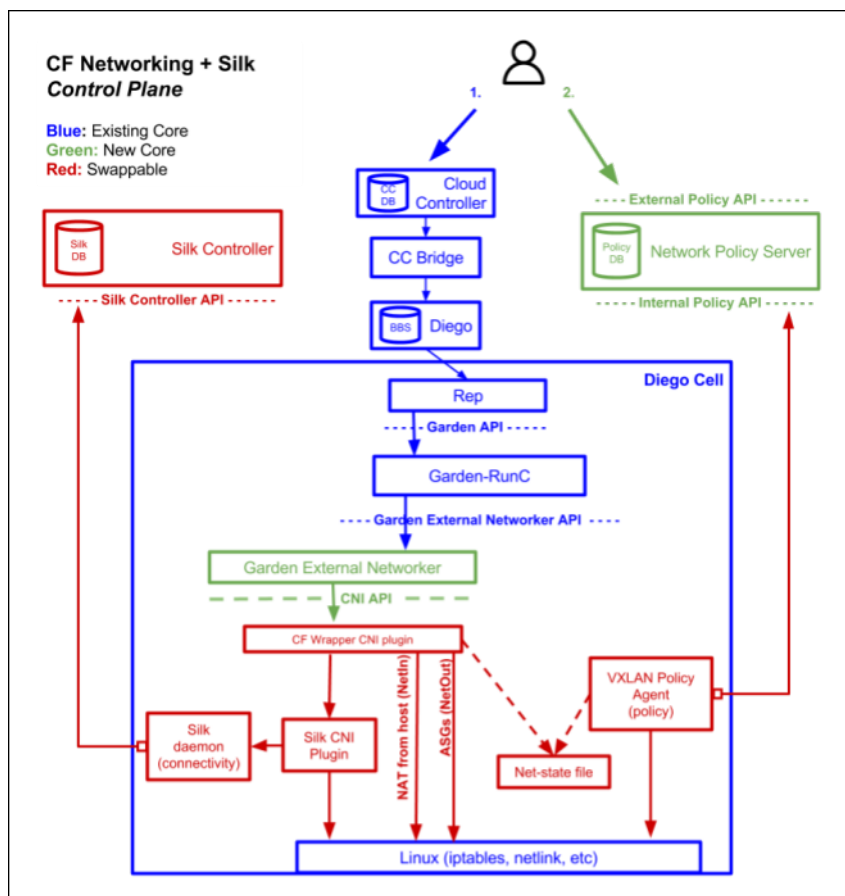 CF Networking + Silk
Control Plane
Blue: Existing Core
Green: New Core
Red: Swappable
1.
2.
CC
DB
Cloud
Controller
External Policy API
Silk
DB
Silk Controller
Policy
DB
Network Policy Server
CC Bridge
Silk Controller API
Internal Policy API
BBS
Diego
Diego Cell
Rep
Garden API
Garden-RunC
Garden External Networker API
Garden External Networker
CNI API
CF Wrapper CNI plugin
NAT from host (NetIn)
ASGs (NetOut)
VXLAN Policy
Agent
(policy)
Silk
daemon
(connectivity)
Silk CNI
Plugin
Net-state file
Linux (iptables, netlink, etc)